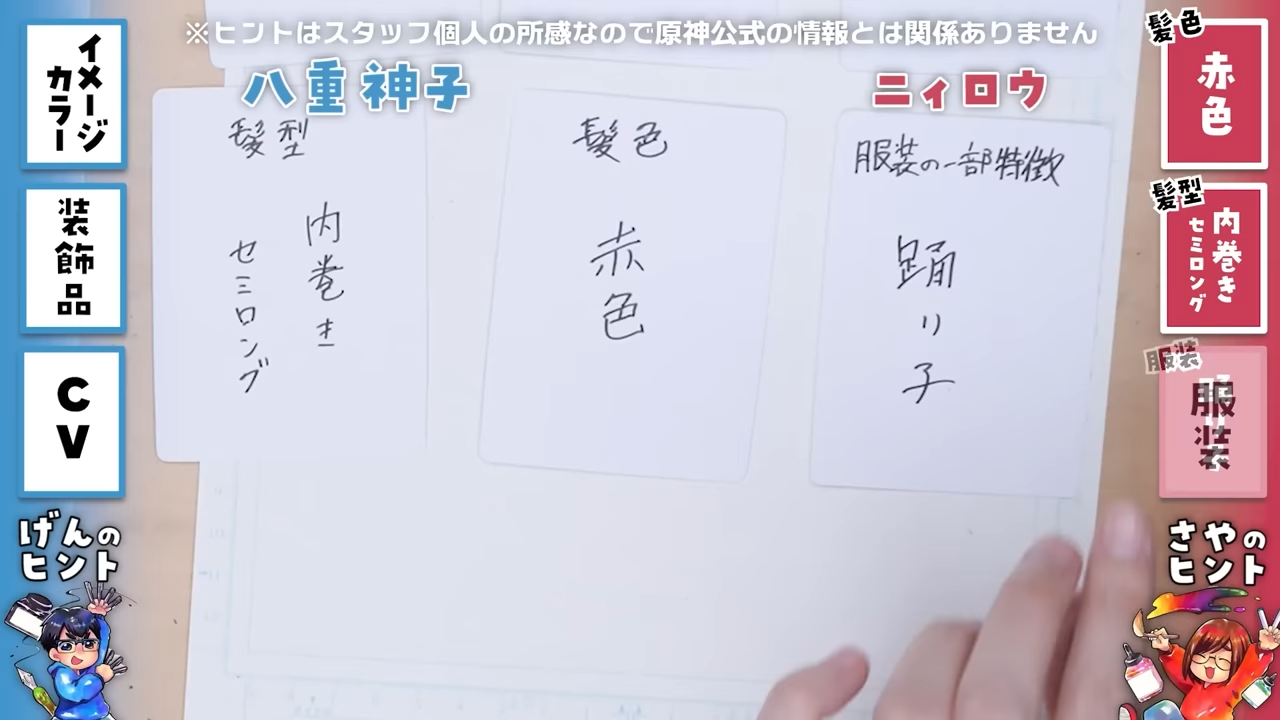 ※ヒントはスタッフ個人の所感なので原神公式の情報とは関係ありません
八重神子
ニィロウ
イメージ
カラー
装飾品
CV
げんの
ヒント
髪型
内巻き
セミロング
髪色
赤色
服装の一部特徴
踊り子
髪色
赤色
髪型
内巻き
セミロング
服装
服装
さやの
ヒント